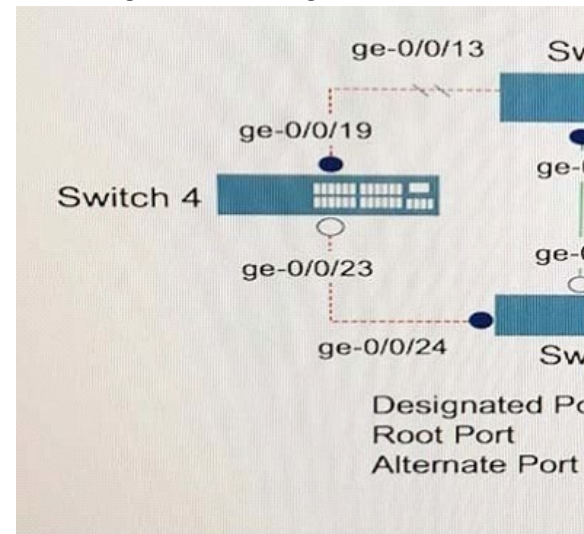 ge-0/0/13
ge-0/0/19
Switch 4
ge-0/0/23
ge-0/0/24
Designated
Root Port
Alternate Port